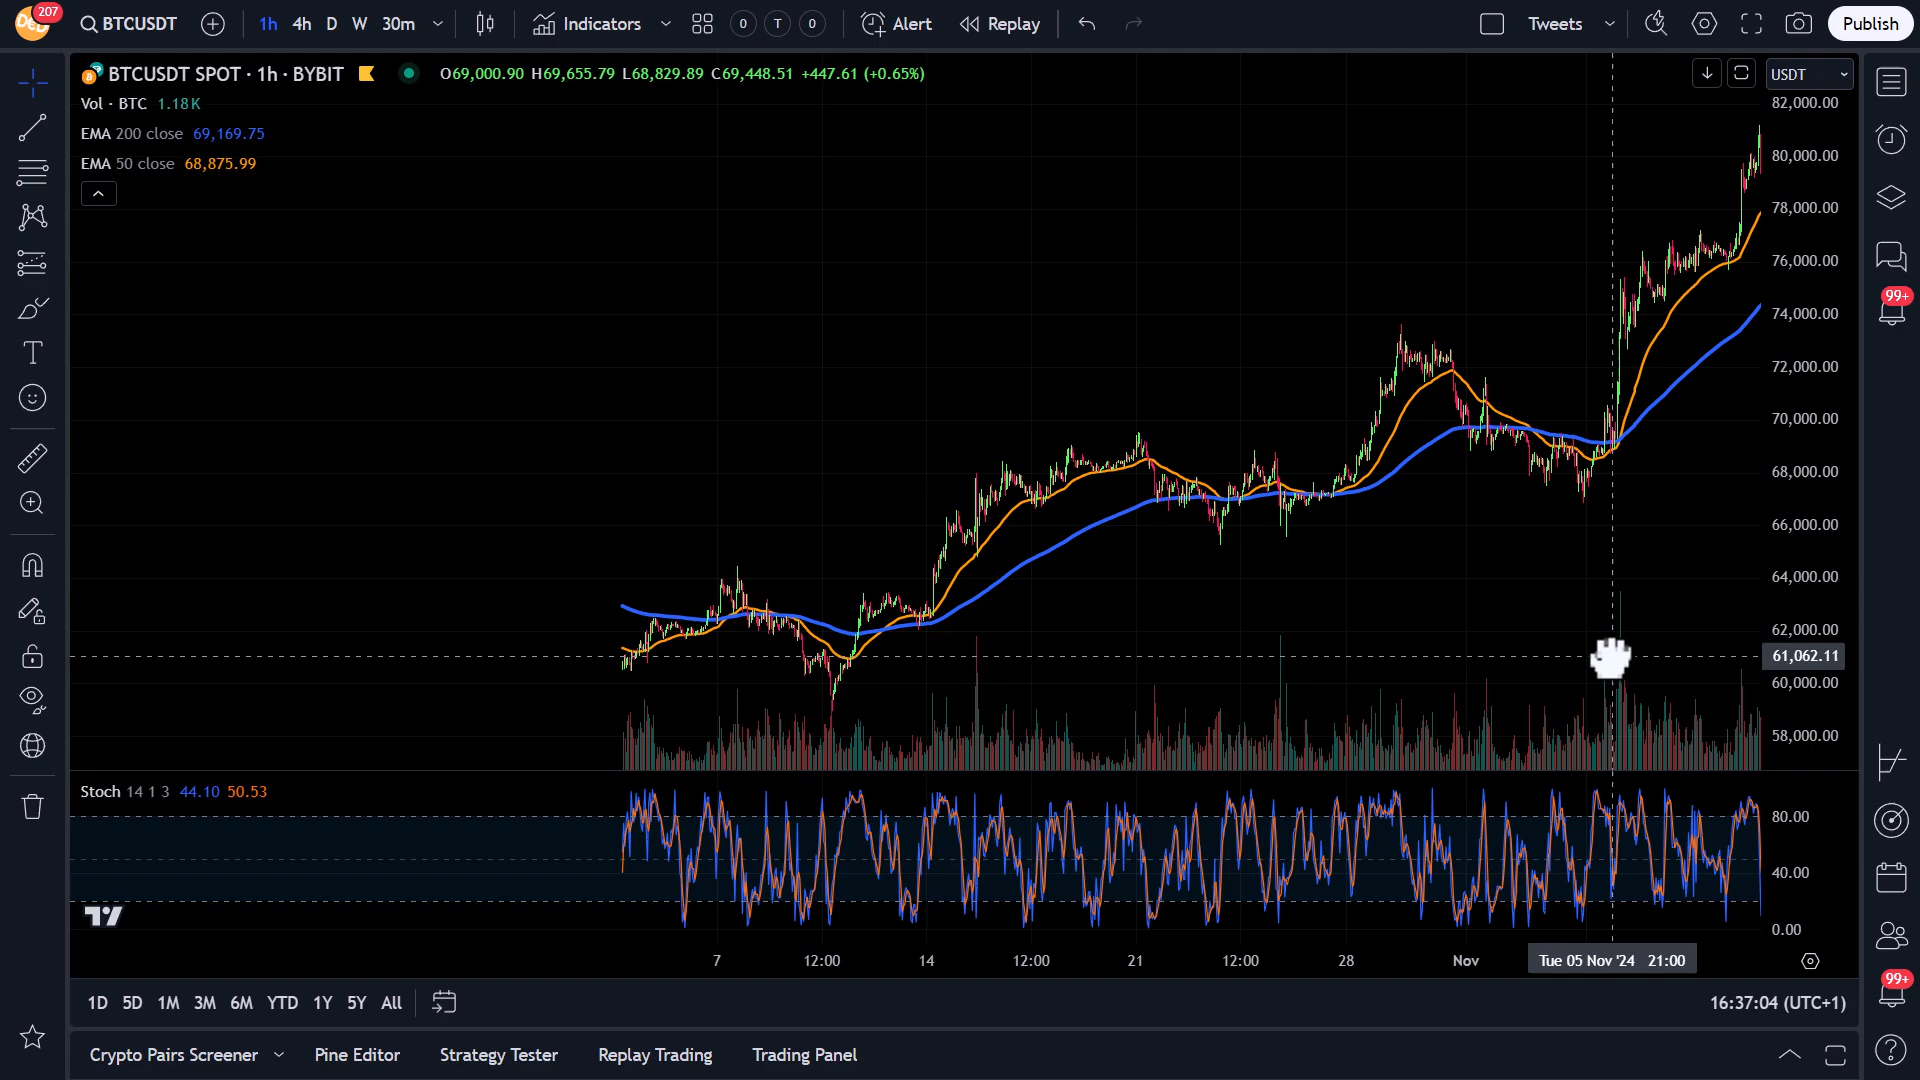 207
BTCUSDT
1h 4h D W 30m
Indicators
0 T 0
Alert
Replay
Tweets
Publish
BTCUSDT SPOT · 1h · BYBIT
O69,000.90 H69,655.79 L68,829.89 C69,448.51 +447.61 (+0.65%)
USDT
Vol · BTC 1.18K
EMA 200 close 69,169.75
EMA 50 close 68,875.99
82,000.00
80,000.00
78,000.00
76,000.00
74,000.00
72,000.00
70,000.00
68,000.00
66,000.00
64,000.00
62,000.00
61,062.11
60,000.00
58,000.00
99+
Stoch 14 1 3 44.10 50.53
80.00
40.00
0.00
7 12:00 14 12:00 21 12:00 28 Nov Tue 05 Nov '24 21:00
99+
1D 5D 1M 3M 6M YTD 1Y 5Y All
16:37:04 (UTC+1)
Crypto Pairs Screener Pine Editor Strategy Tester Replay Trading Trading Panel